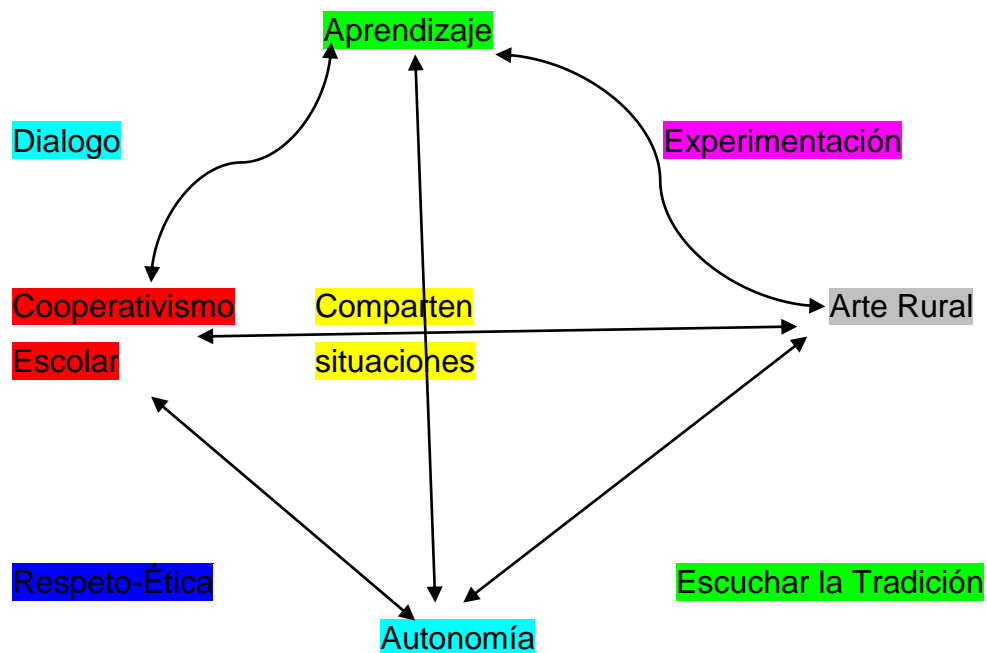 Aprendizaje
Dialogo
Experimentación
Cooperativismo
Escolar
Comparten
situaciones
Arte Rural
Respeto-Ética
Escuchar la Tradición
Autonomía